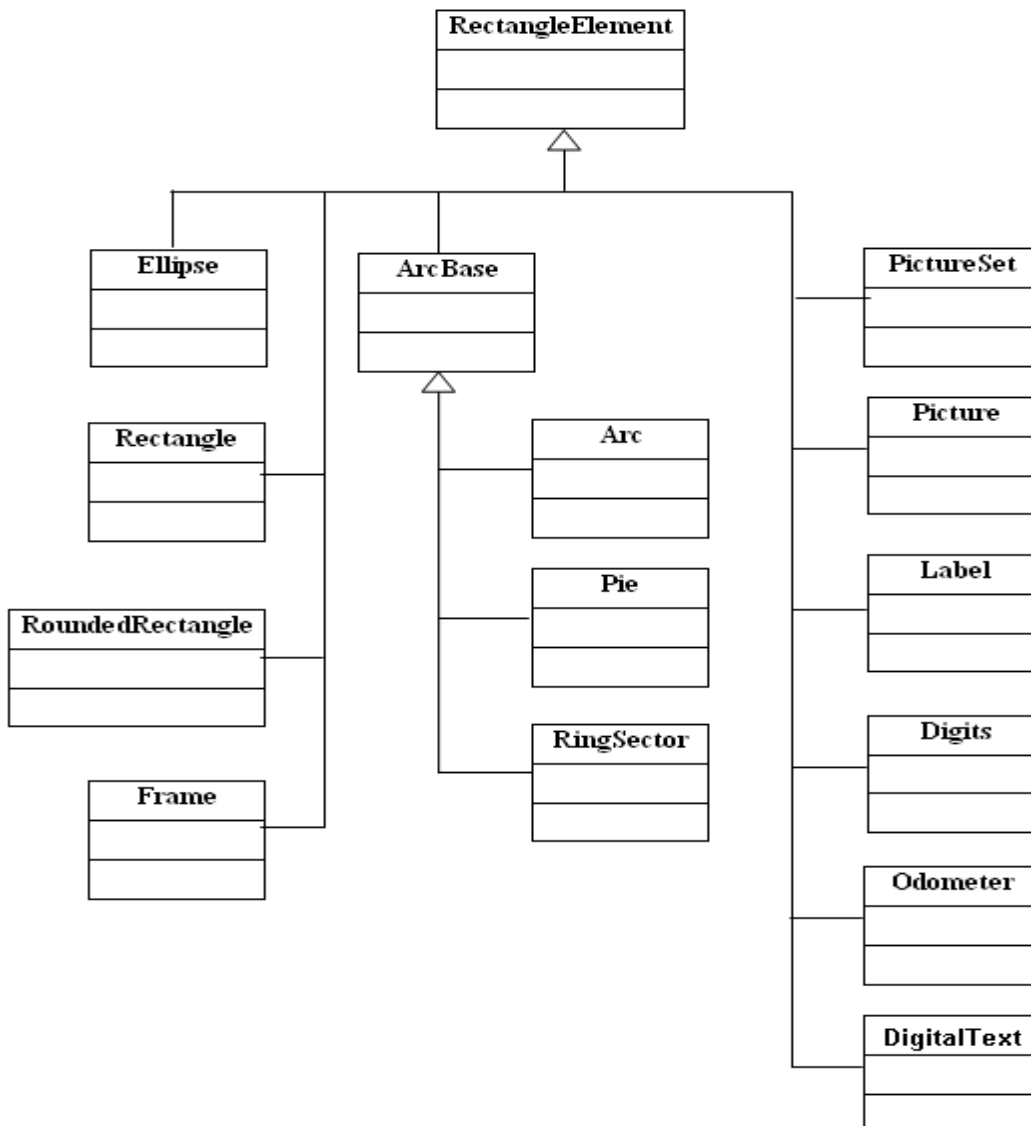 RectangleElement
Ellipse
ArcBase
PictureSet
Rectangle
Arc
Picture
RoundedRectangle
Pie
Label
Frame
RingSector
Digits
Odometer
DigitalText